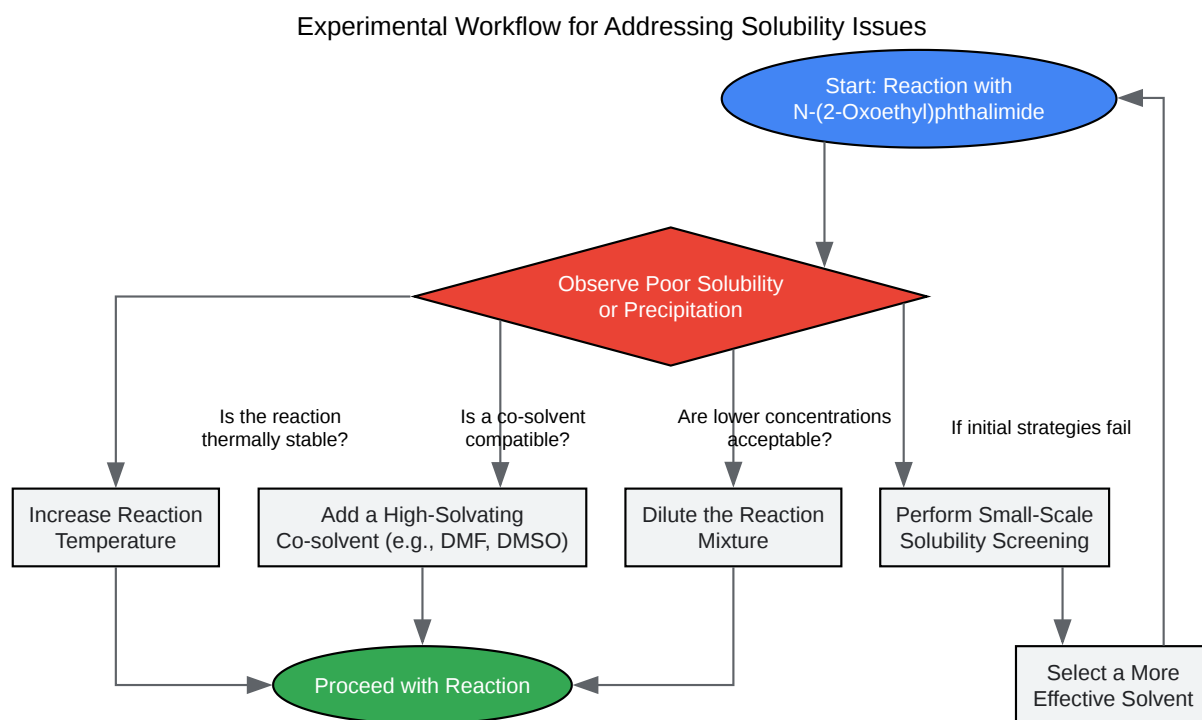 Experimental Workflow for Addressing Solubility Issues
Start: Reaction with
N-(2-Oxoethyl)phthalimide
Observe Poor Solubility
or Precipitation
Is the reaction
thermally stable?
Is a co-solvent
compatible?
Are lower concentrations
acceptable?
If initial strategies fail
Increase Reaction
Temperature
Add a High-Solvating
Co-solvent (e.g., DMF, DMSO)
Dilute the Reaction
Mixture
Perform Small-Scale
Solubility Screening
Proceed with Reaction
Select a More
Effective Solvent